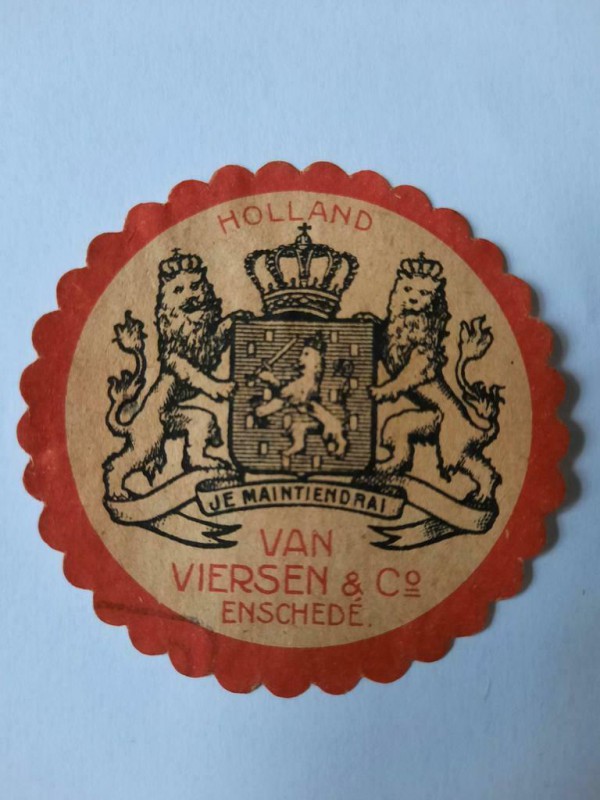 HOLLAND
JE MAINTIENDRAI
VAN
VIERSEN & Cº
ENSCHEDÉ.